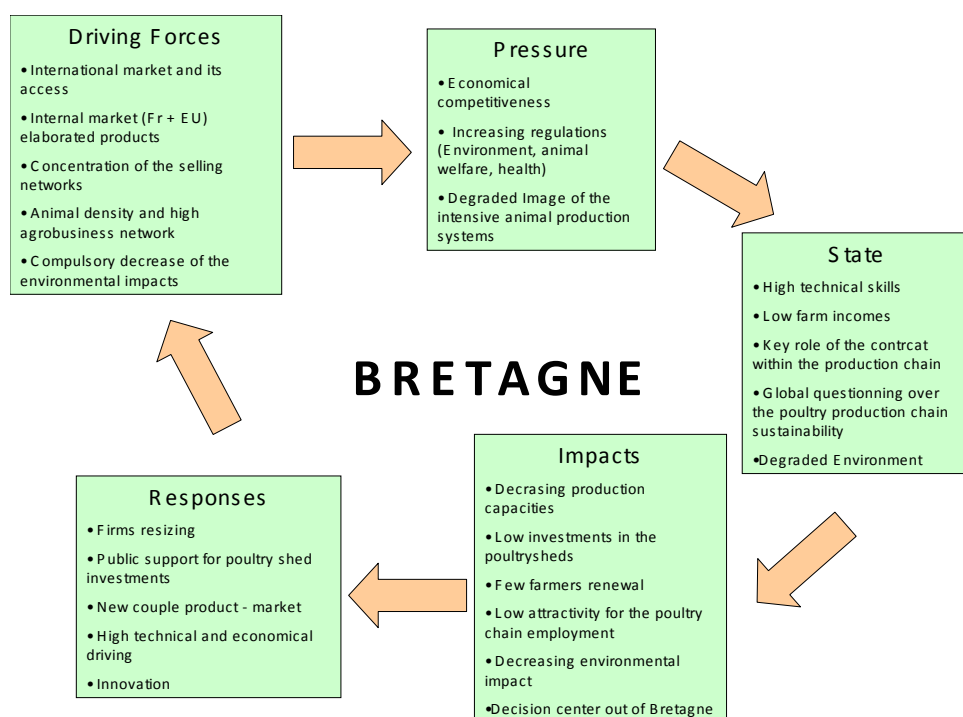 Driving Forces
• International market and its
access
• Internal market (Fr + EU)
elaborated products
• Concentration of the selling
networks
• Animal density and high
agrobusiness network
• Compulsory decrease of the
environmental impacts
Pressure
• Economical
competitiveness
• Increasing regulations
(Environment, animal
welfare, health)
• Degraded Image of the
intensive animal production
systems
State
• High technical skills
• Low farm incomes
• Key role of the contrcat
within the production chain
• Global questionning over
the poultry production chain
sustainability
•Degraded Environment
BRETAGNE
Impacts
• Decrasing production
capacities
• Low investments in the
poultrysheds
• Few farmers renewal
• Low attractivity for the poultry
chain employment
• Decreasing environmental
impact
•Decision center out of Bretagne
Responses
• Firms resizing
• Public support for poultry shed
investments
• New couple product - market
• High technical and economical
driving
• Innovation